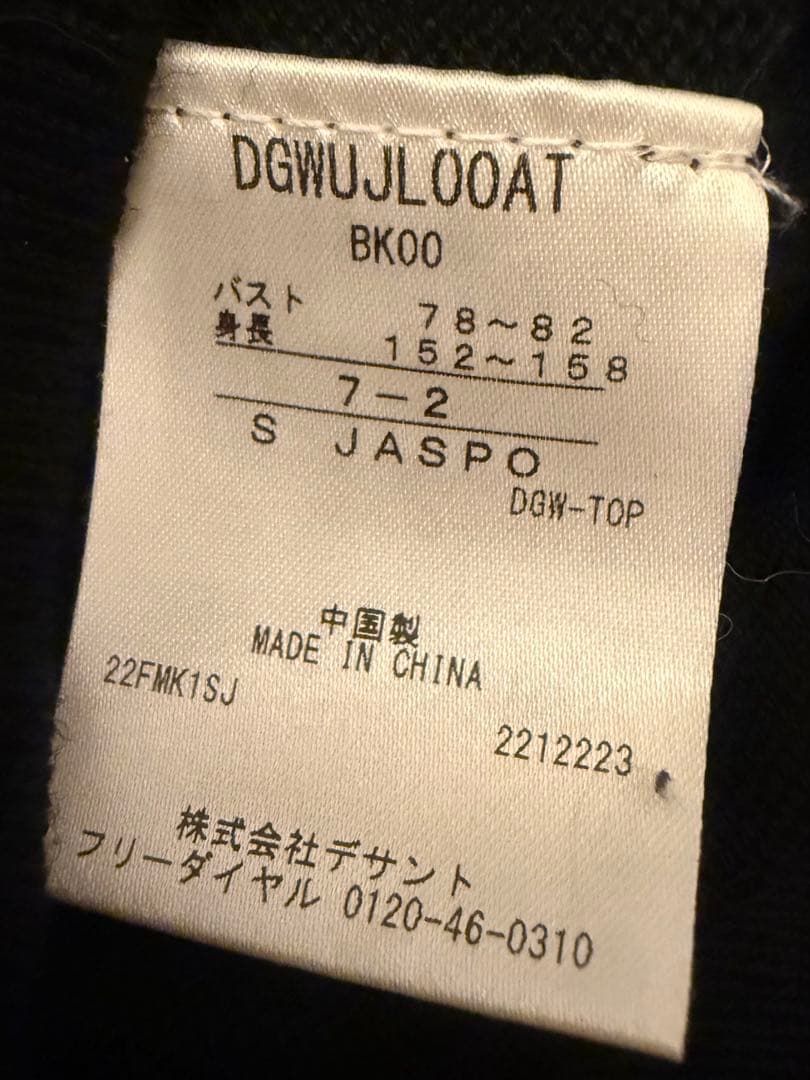 DGWUJL00AT
BK00
バスト 78～82
身長 152～158
7－2
S JASPO
DGW-TOP
中国製
MADE IN CHINA
22FMK1SJ
2212223
株式会社デサント
フリーダイヤル 0120-46-0310